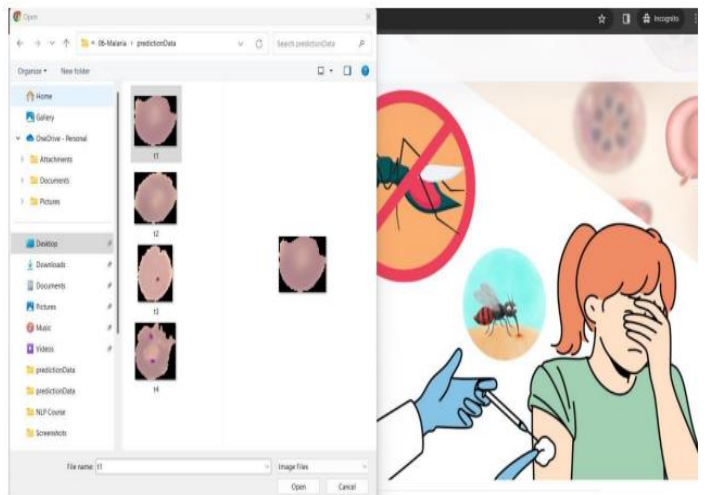 Open
06-Malaria › predictionData
Search predictionData
Organize
New folder
Home
Gallery
OneDrive - Personal
Attachments
Documents
Pictures
Desktop
Downloads
Documents
Pictures
Music
Videos
predictionData
predictionData
NLP Course
Screenshots
t1
t2
t3
t4
File name: t1
Image Files
Open
Cancel
Incognito